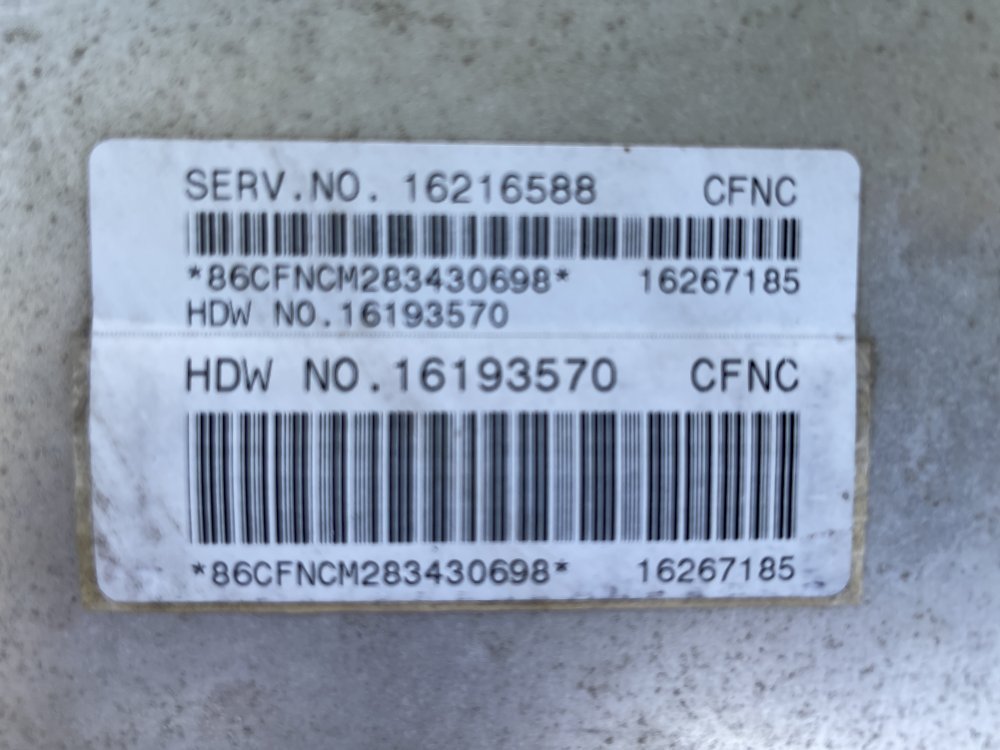 SERV.NO. 16216588 CFNC
*86CFNCM283430698* 16267185
HDW NO.16193570
HDW NO.16193570 CFNC
*86CFNCM283430698* 16267185